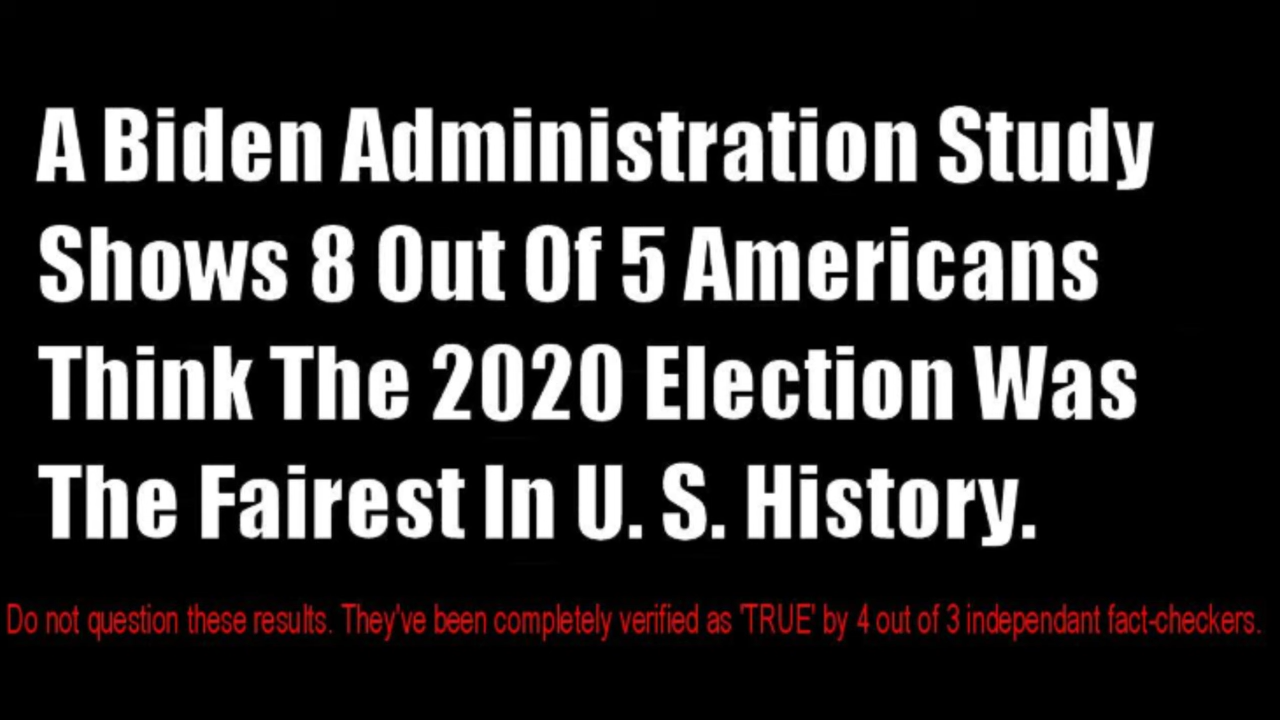 A Biden Administration Study
Shows 8 Out Of 5 Americans
Think The 2020 Election Was
The Fairest In U. S. History.
Do not question these results. They've been completely verified as 'TRUE' by 4 out of 3 independant fact-checkers.